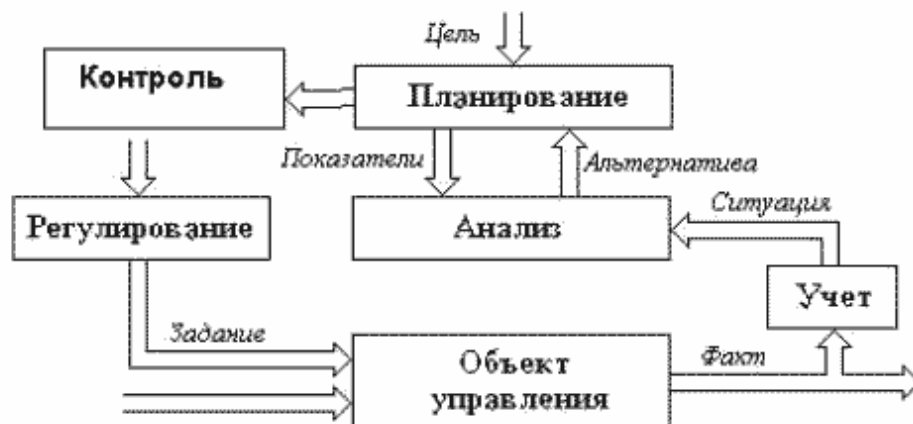 Цель
Контроль
Планирование
Показатели
Альтернатива
Ситуация
Регулирование
Анализ
Учет
Задание
Объект
управления
Факт